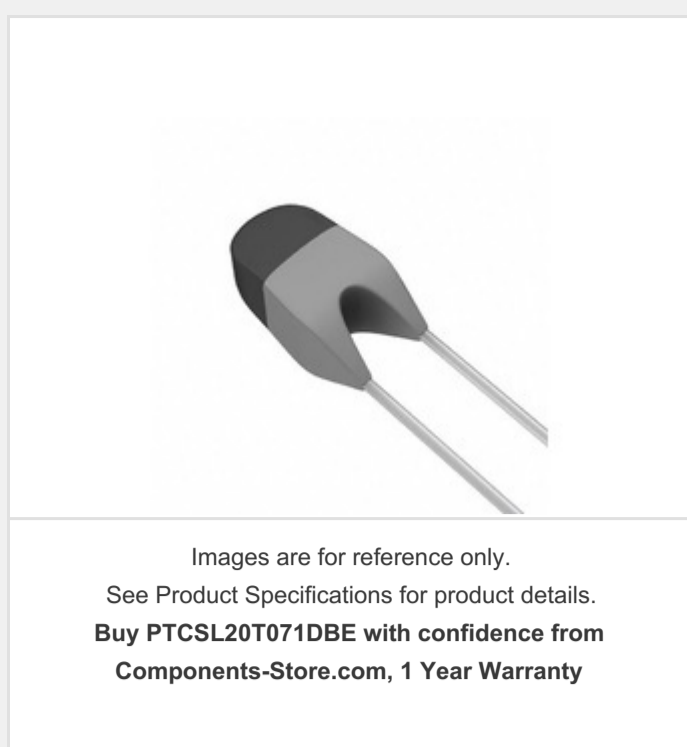 Images are for reference only.
See Product Specifications for product details.
Buy PTCSL20T071DBE with confidence from
Components-Store.com, 1 Year Warranty